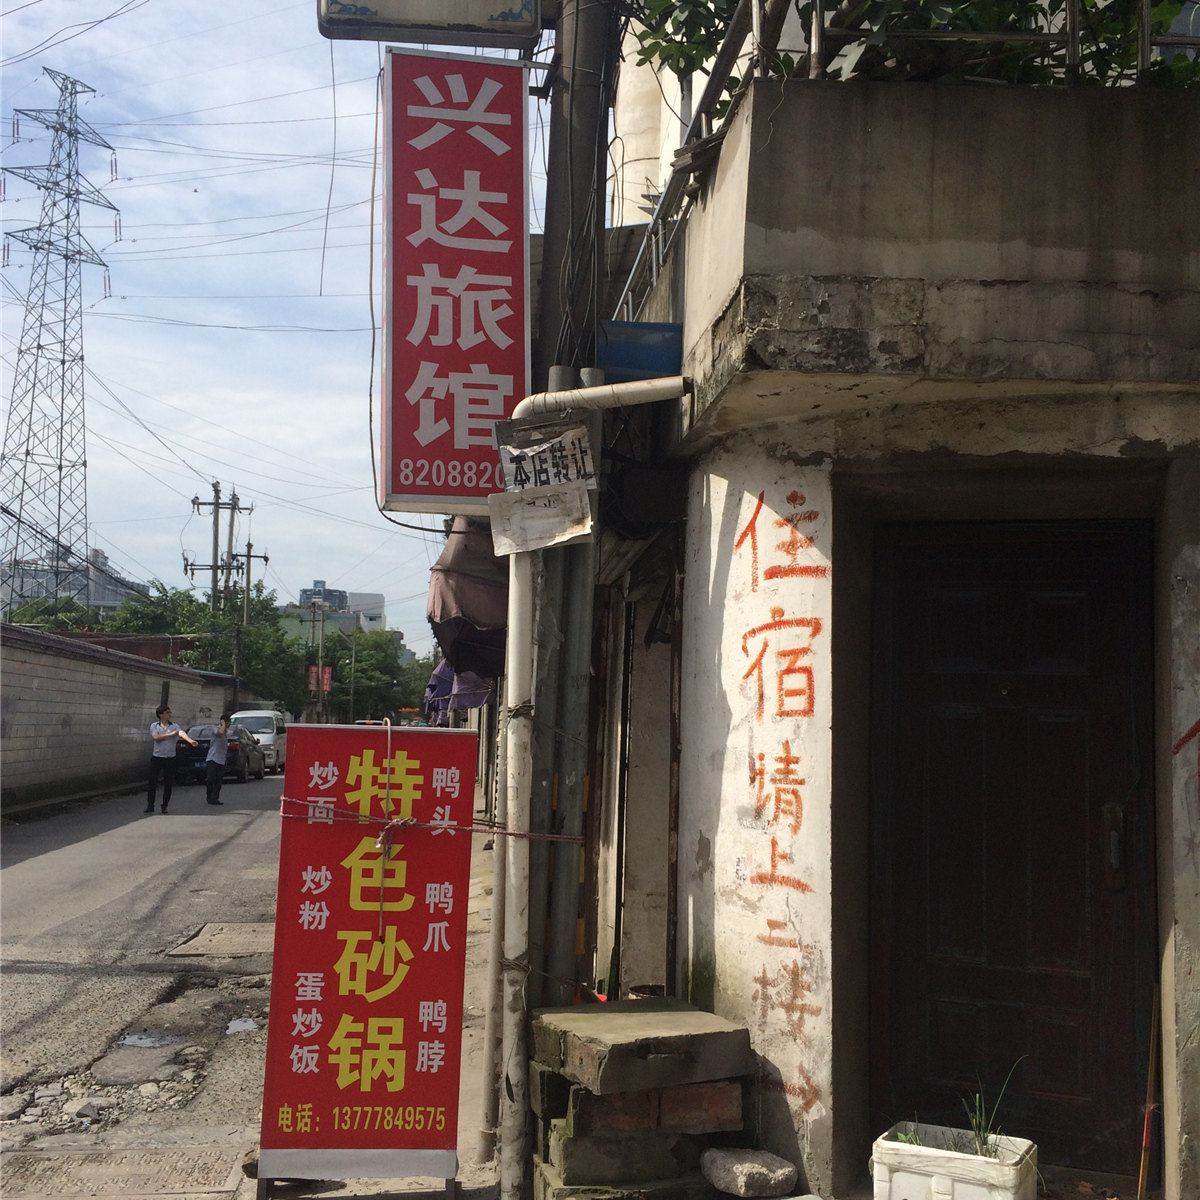 兴达旅馆
8208820
本店转让
住宿请上二楼→
特色砂锅
炒面
炒粉
蛋炒饭
鸭头
鸭爪
鸭脖
电话：13777849575